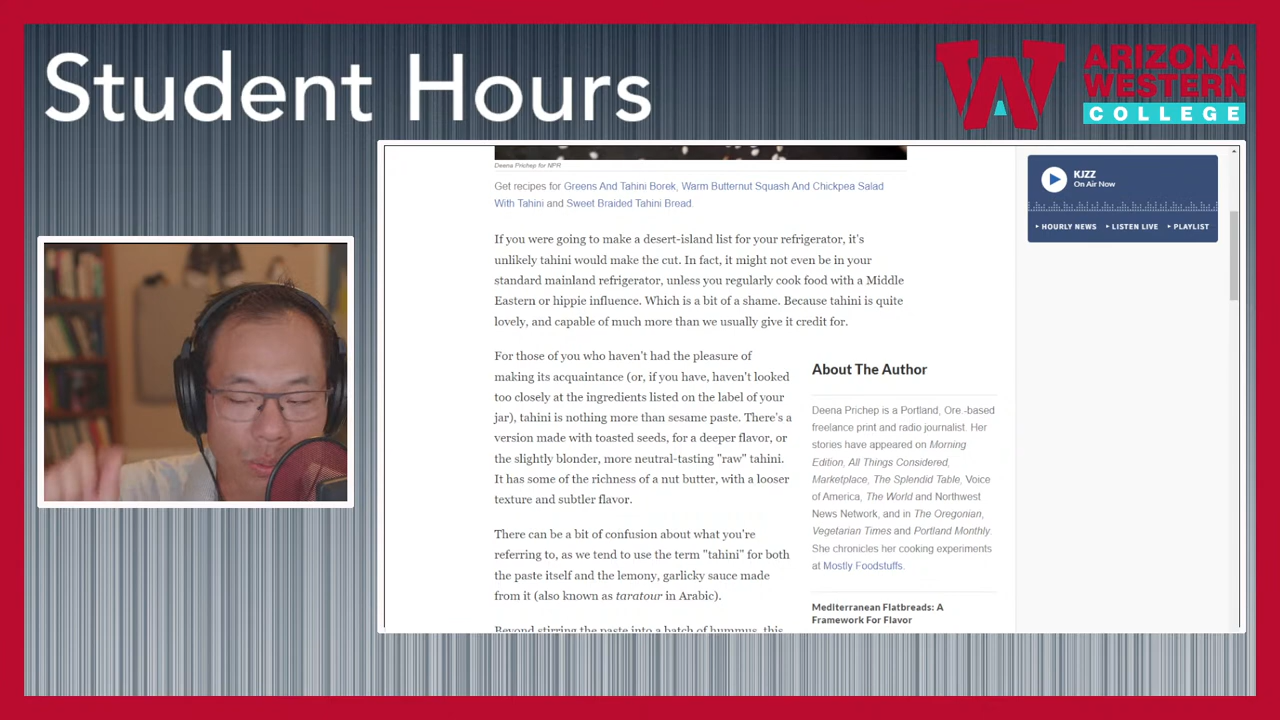 Student Hours
ARIZONA
WESTERN
COLLEGE
Deena Prichep for NPR
Get recipes for Greens And Tahini Borek, Warm Butternut Squash And Chickpea Salad
With Tahini and Sweet Braided Tahini Bread.
If you were going to make a desert-island list for your refrigerator, it's
unlikely tahini would make the cut. In fact, it might not even be in your
standard mainland refrigerator, unless you regularly cook food with a Middle
Eastern or hippie influence. Which is a bit of a shame. Because tahini is quite
lovely, and capable of much more than we usually give it credit for.
For those of you who haven't had the pleasure of
making its acquaintance (or, if you have, haven't looked
too closely at the ingredients listed on the label of your
jar), tahini is nothing more than sesame paste. There's a
version made with toasted seeds, for a deeper flavor, or
the slightly blonder, more neutral-tasting "raw" tahini.
It has some of the richness of a nut butter, with a looser
texture and subtler flavor.
There can be a bit of confusion about what you're
referring to, as we tend to use the term "tahini" for both
the paste itself and the lemony, garlicky sauce made
from it (also known as taratour in Arabic).
Beyond stirring the paste into a batch of hummus, this
About The Author
Deena Prichep is a Portland, Ore.-based
freelance print and radio journalist. Her
stories have appeared on Morning
Edition, All Things Considered,
Marketplace, The Splendid Table, Voice
of America, The World and Northwest
News Network, and in The Oregonian,
Vegetarian Times and Portland Monthly.
She chronicles her cooking experiments
at Mostly Foodstuffs.
Mediterranean Flatbreads: A
Framework For Flavor
KJZZ
On Air Now
HOURLY NEWS LISTEN LIVE PLAYLIST